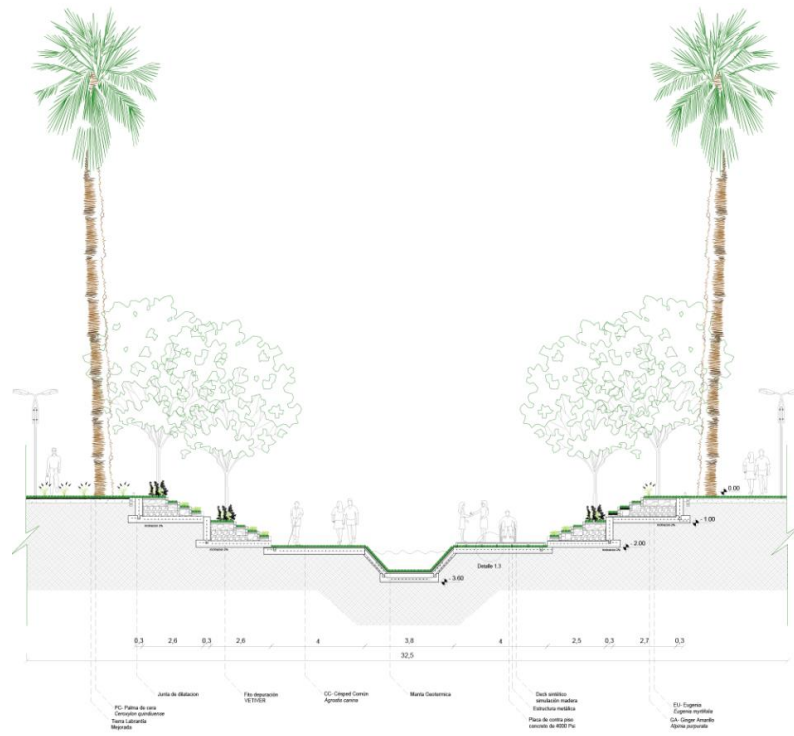 0.00
- 1.00
- 2.00
Detalle 1.3
- 3.60
0,3 2,6 0,3 2,6 4 3,8 4 2,5 0,3 2,7 0,3
32,5
Junta de dilatacion
Fito depuración
VETIVER
CC- Césped Común
Agrostis canina
Manta Geotermica
Deck sintético
simulación madera
Estructura metálica
Placa de contra piso
concreto de 4000 Psi
EU- Eugenia
Eugenia myrtifolia
GA- Ginger Amarillo
Alpinia purpurata
PC- Palma de cera
Ceroxylon quindiuense
Tierra Labrantía
Mejorada